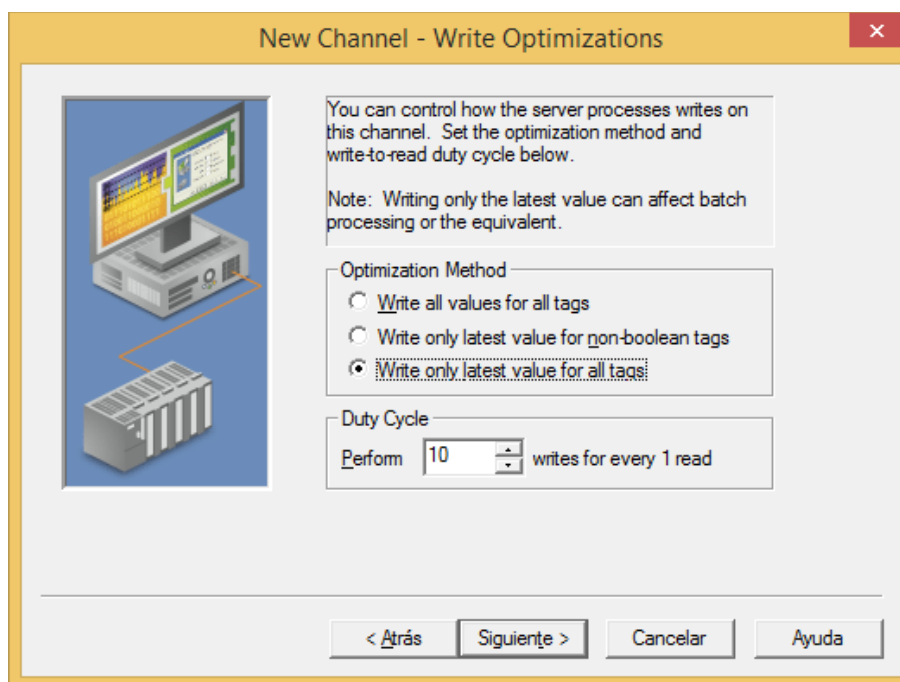 New Channel - Write Optimizations
You can control how the server processes writes on
this channel.  Set the optimization method and
write-to-read duty cycle below.
Note:  Writing only the latest value can affect batch
processing or the equivalent.
Optimization Method
Write all values for all tags
Write only latest value for non-boolean tags
Write only latest value for all tags
Duty Cycle
Perform 10 writes for every 1 read
< Atrás Siguiente > Cancelar Ayuda